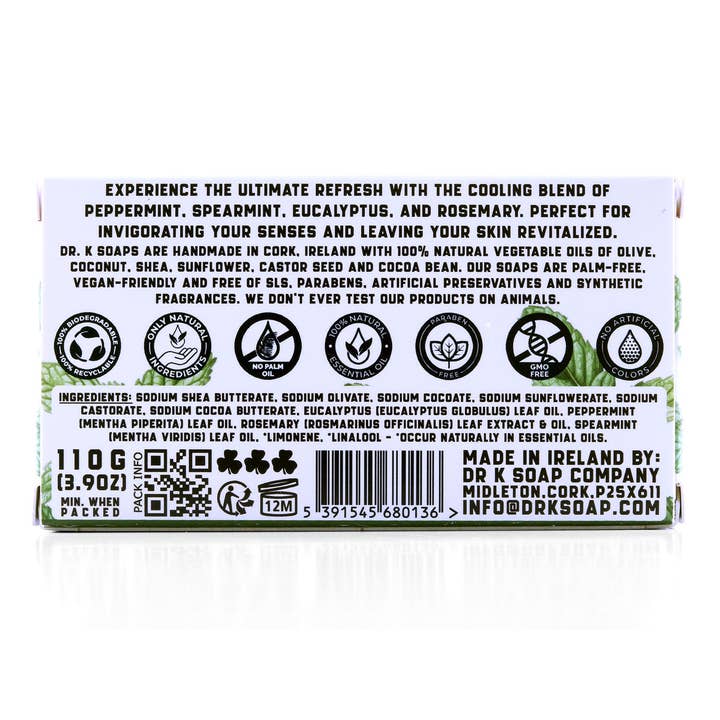 EXPERIENCE THE ULTIMATE REFRESH WITH THE COOLING BLEND OF
PEPPERMINT, SPEARMINT, EUCALYPTUS, AND ROSEMARY. PERFECT FOR
INVIGORATING YOUR SENSES AND LEAVING YOUR SKIN REVITALIZED.
DR. K SOAPS ARE HANDMADE IN CORK, IRELAND WITH 100% NATURAL VEGETABLE OILS OF OLIVE,
COCONUT, SHEA, SUNFLOWER, CASTOR SEED AND COCOA BEAN. OUR SOAPS ARE PALM-FREE,
VEGAN-FRIENDLY AND FREE OF SLS, PARABENS, ARTIFICIAL PRESERVATIVES AND SYNTHETIC
FRAGRANCES. WE DON'T EVER TEST OUR PRODUCTS ON ANIMALS.
100% BIODEGRADABLE
100% RECYCLABLE
ONLY NATURAL
INGREDIENTS
NO PALM
OIL
100% NATURAL
ESSENTIAL OIL
PARABEN
FREE
GMO
FREE
NO ARTIFICIAL
COLORS
INGREDIENTS: SODIUM SHEA BUTTERATE, SODIUM OLIVATE, SODIUM COCOATE, SODIUM SUNFLOWERATE, SODIUM
CASTORATE, SODIUM COCOA BUTTERATE, EUCALYPTUS (EUCALYPTUS GLOBULUS) LEAF OIL, PEPPERMINT
(MENTHA PIPERITA) LEAF OIL, ROSEMARY (ROSMARINUS OFFICINALIS) LEAF EXTRACT & OIL, SPEARMINT
(MENTHA VIRIDIS) LEAF OIL, *LIMONENE, *LINALOOL - *OCCUR NATURALLY IN ESSENTIAL OILS.
110G
(3.9OZ)
MIN. WHEN
PACKED
PACK INFO
12M
5 391545 680136 >
MADE IN IRELAND BY:
DR K SOAP COMPANY
MIDLETON, CORK, P25X611
INFO@DRKSOAP.COM